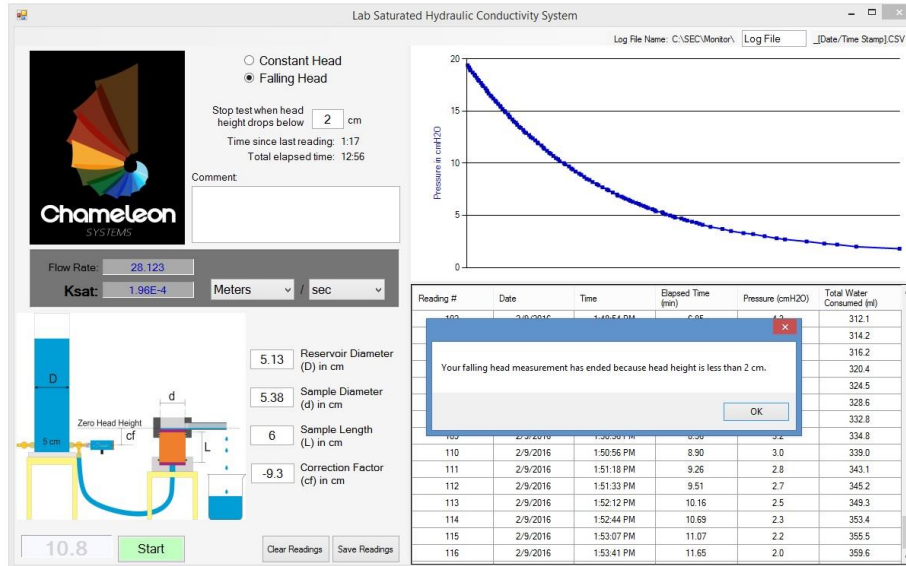 Lab Saturated Hydraulic Conductivity System
Log File Name: C:\SEC\Monitor\ Log File _[Date/Time Stamp].CSV
Constant Head
Falling Head
Stop test when head
height drops below 2 cm
Time since last reading: 1:17
Total elapsed time: 12:56
Comment:
Chameleon
SYSTEMS
Flow Rate: 28.123
Ksat: 1.96E-4 Meters / sec
20
15
10
5
0
Pressure in cmH2O
D
d
Zero Head Height
cf
5 cm
L
5.13 Reservoir Diameter
(D) in cm
5.38 Sample Diameter
(d) in cm
6 Sample Length
(L) in cm
-9.3 Correction Factor
(cf) in cm
10.8 Start Clear Readings Save Readings
Reading # Date Time Elapsed Time
(min) Pressure (cmH2O) Total Water
Consumed (ml)
312.1
314.2
316.2
320.4
324.5
328.6
332.8
334.8
Your falling head measurement has ended because head height is less than 2 cm.
OK
110 2/9/2016 1:50:56 PM 8.90 3.0 339.0
111 2/9/2016 1:51:18 PM 9.26 2.8 343.1
112 2/9/2016 1:51:33 PM 9.51 2.7 345.2
113 2/9/2016 1:52:12 PM 10.16 2.5 349.3
114 2/9/2016 1:52:44 PM 10.69 2.3 353.4
115 2/9/2016 1:53:07 PM 11.07 2.2 355.5
116 2/9/2016 1:53:41 PM 11.65 2.0 359.6